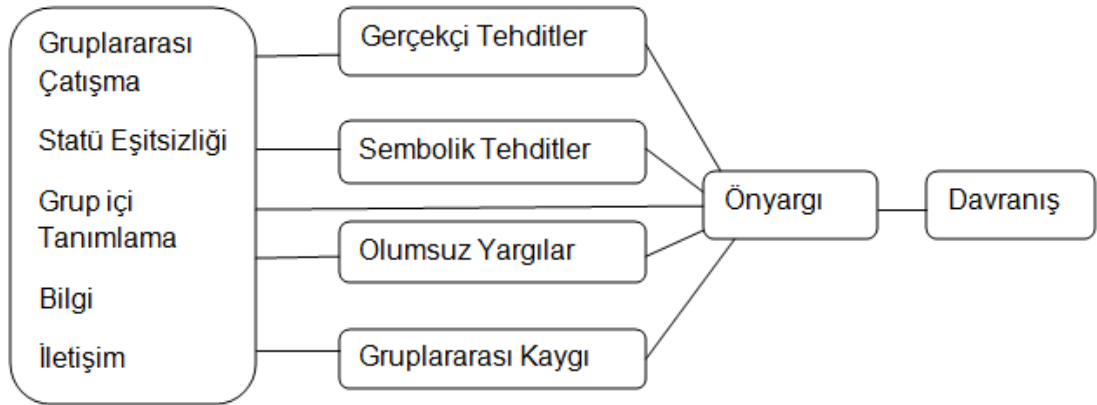 Gruplararası
Çatışma
Statü Eşitsizliği
Grup içi
Tanımlama
Bilgi
İletişim
Gerçekçi Tehditler
Sembolik Tehditler
Olumsuz Yargılar
Gruplararası Kaygı
Önyargı
Davranış